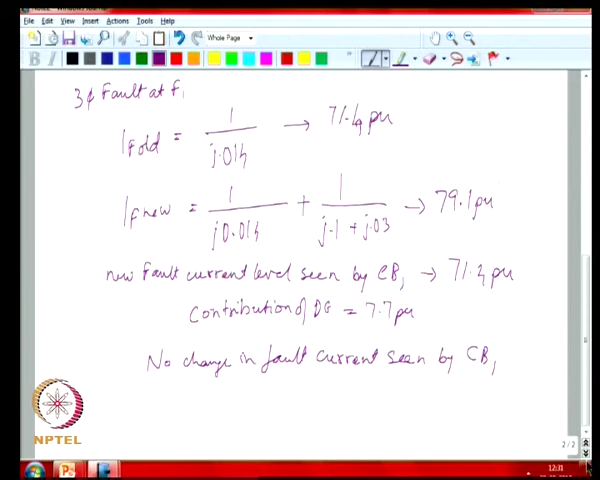 File Edit View Insert Actions Tools Help
Whole Page
B I
3φ Fault at F1
IFold = 1 / j.014 → 71.4 pu
IFnew = 1 / j0.014 + 1 / j.1 + j.03 → 79.1 pu
new Fault current level seen by CB1 → 71.4 pu
Contribution of DG = 7.7 pu
No change in fault current seen by CB1
NPTEL
2/2
12:31